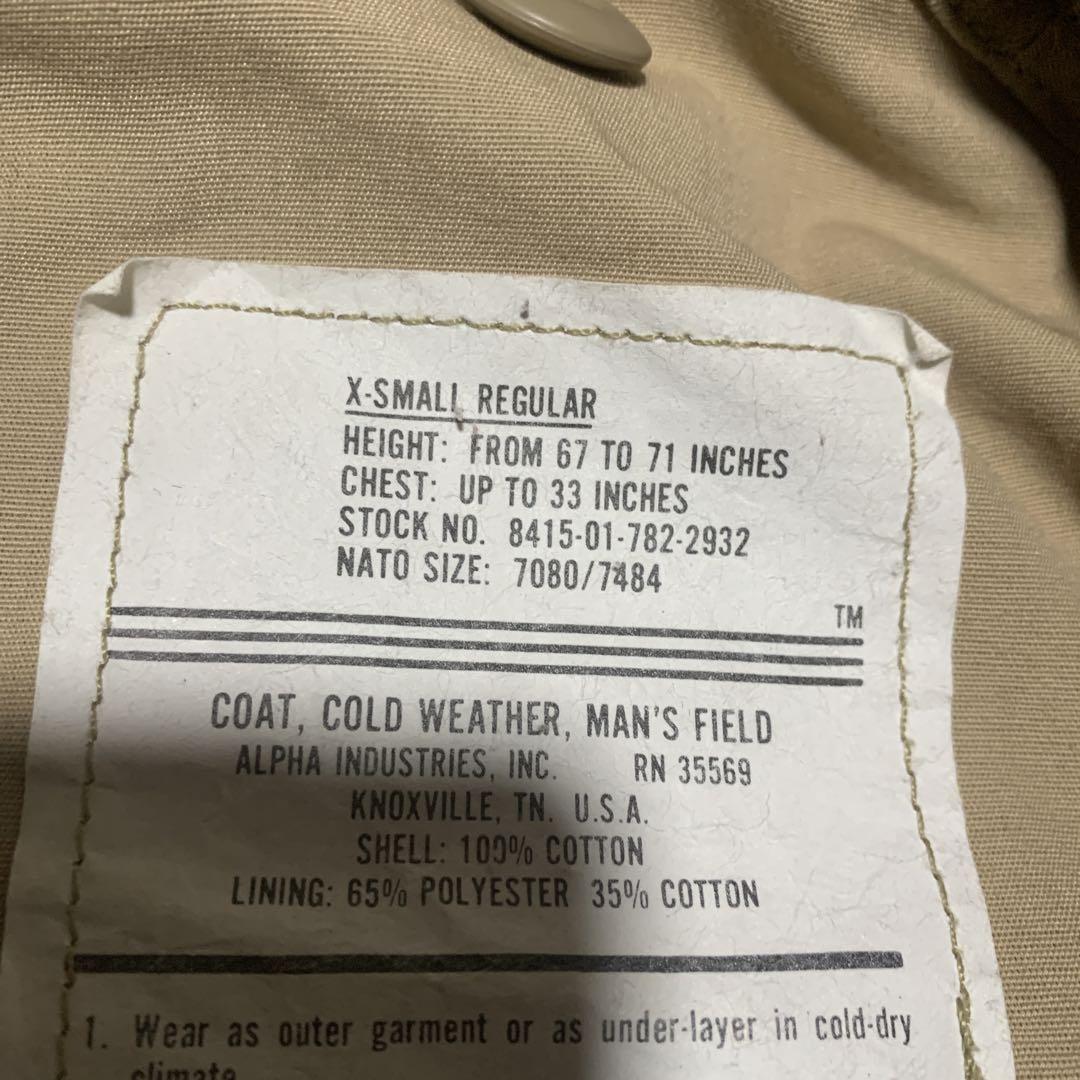 X-SMALL REGULAR
HEIGHT: FROM 67 TO 71 INCHES
CHEST: UP TO 33 INCHES
STOCK NO. 8415-01-782-2932
NATO SIZE: 7080/7484
TM
COAT, COLD WEATHER, MAN'S FIELD
ALPHA INDUSTRIES, INC. RN 35569
KNOXVILLE, TN. U.S.A.
SHELL: 100% COTTON
LINING: 65% POLYESTER 35% COTTON
1. Wear as outer garment or as under-layer in cold-dry
climate